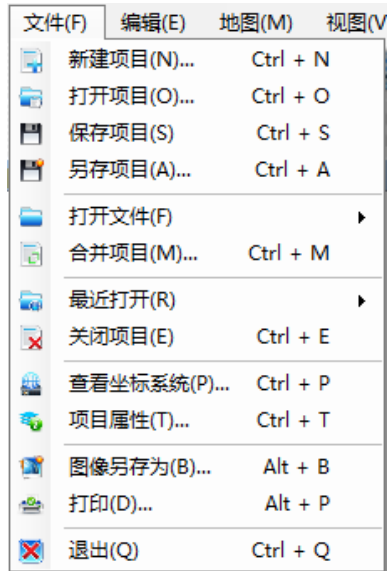 文件(F) 编辑(E) 地图(M) 视图(V
新建项目(N)... Ctrl + N
打开项目(O)... Ctrl + O
保存项目(S) Ctrl + S
另存项目(A)... Ctrl + A
打开文件(F)
合并项目(M)... Ctrl + M
最近打开(R)
关闭项目(E) Ctrl + E
查看坐标系统(P)... Ctrl + P
项目属性(T)... Ctrl + T
图像另存为(B)... Alt + B
打印(D)... Alt + P
退出(Q) Ctrl + Q